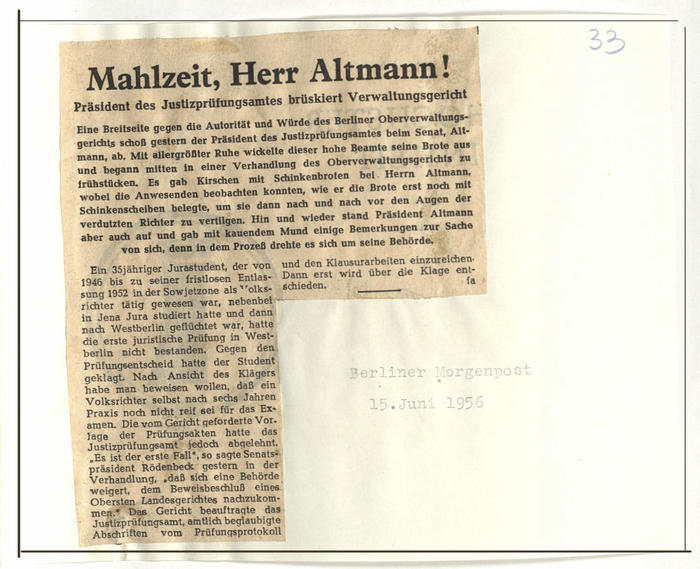 33
Mahlzeit, Herr Altmann!
Präsident des Justizprüfungsamtes brüskiert Verwaltungsgericht
Eine Breitseite gegen die Autorität und Würde des Berliner Oberverwaltungs-
gerichts schoß gestern der Präsident des Justizprüfungsamtes beim Senat, Alt-
mann, ab. Mit allergrößter Ruhe wickelte dieser hohe Beamte seine Brote aus
und begann mitten in einer Verhandlung des Oberverwaltungsgerichts zu
frühstücken. Es gab Kirschen mit Schinkenbroten bei Herrn Altmann,
wobei die Anwesenden beobachten konnten, wie er die Brote erst noch mit
Schinkenscheiben belegte, um sie dann nach und nach vor den Augen der
verdutzten Richter zu vertilgen. Hin und wieder stand Präsident Altmann
aber auch auf und gab mit kauendem Mund einige Bemerkungen zur Sache
von sich, denn in dem Prozeß drehte es sich um seine Behörde.
Ein 35jähriger Jurastudent, der von
1946 bis zu seiner fristlosen Entlas-
sung 1952 in der Sowjetzone als Volks-
richter tätig gewesen war, nebenbei
in Jena Jura studiert hatte und dann
nach Westberlin geflüchtet war, hatte
die erste juristische Prüfung in West-
berlin nicht bestanden. Gegen den
Prüfungsentscheid hatte der Student
geklagt. Nach Ansicht des Klägers
habe man beweisen wollen, daß ein
Volksrichter selbst nach sechs Jahren
Praxis noch nicht reif sei für das Ex-
amen. Die vom Gericht geforderte Vor-
lage der Prüfungsakten hatte das
Justizprüfungsamt jedoch abgelehnt.
„Es ist der erste Fall“, so sagte Senats-
präsident Rödenbeck gestern in der
Verhandlung, „daß sich eine Behörde
weigert, dem Beweisbeschluß eines
Obersten Landesgerichtes nachzukom-
men.“ Das Gericht beauftragte das
Justizprüfungsamt, amtlich beglaubigte
Abschriften vom Prüfungsprotokoll
und den Klausurarbeiten einzureichen.
Dann erst wird über die Klage ent-
schieden. fa
Berliner Morgenpost
15.Juni 1956